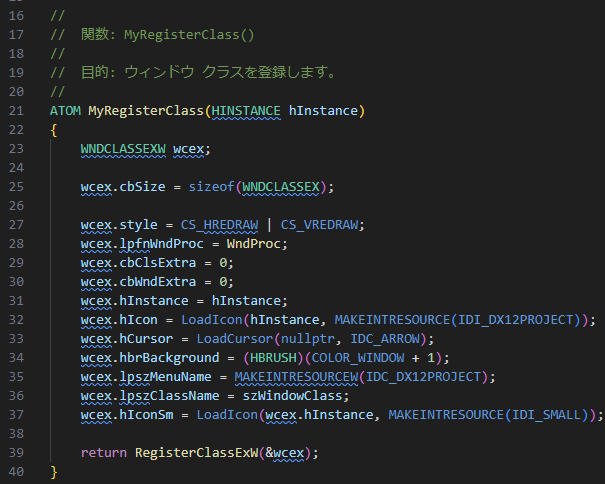 16 //
17 //  関数: MyRegisterClass()
18 //
19 //  目的: ウィンドウ クラスを登録します。
20 //
21 ATOM MyRegisterClass(HINSTANCE hInstance)
22 {
23     WNDCLASSEXW wcex;
24
25     wcex.cbSize = sizeof(WNDCLASSEX);
26
27     wcex.style = CS_HREDRAW | CS_VREDRAW;
28     wcex.lpfnWndProc = WndProc;
29     wcex.cbClsExtra = 0;
30     wcex.cbWndExtra = 0;
31     wcex.hInstance = hInstance;
32     wcex.hIcon = LoadIcon(hInstance, MAKEINTRESOURCE(IDI_DX12PROJECT));
33     wcex.hCursor = LoadCursor(nullptr, IDC_ARROW);
34     wcex.hbrBackground = (HBRUSH)(COLOR_WINDOW + 1);
35     wcex.lpszMenuName = MAKEINTRESOURCEW(IDC_DX12PROJECT);
36     wcex.lpszClassName = szWindowClass;
37     wcex.hIconSm = LoadIcon(wcex.hInstance, MAKEINTRESOURCE(IDI_SMALL));
38
39     return RegisterClassExW(&wcex);
40 }